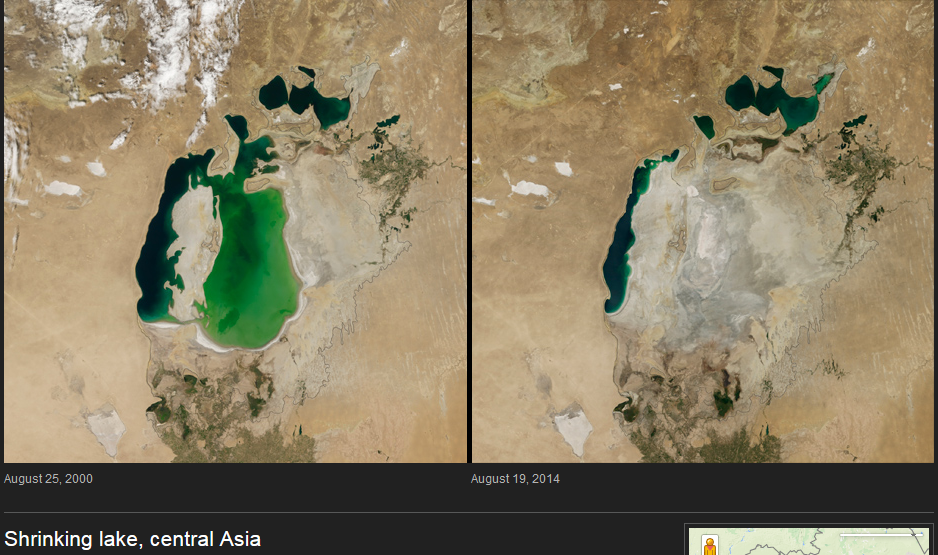 August 25, 2000
August 19, 2014
Shrinking lake, central Asia